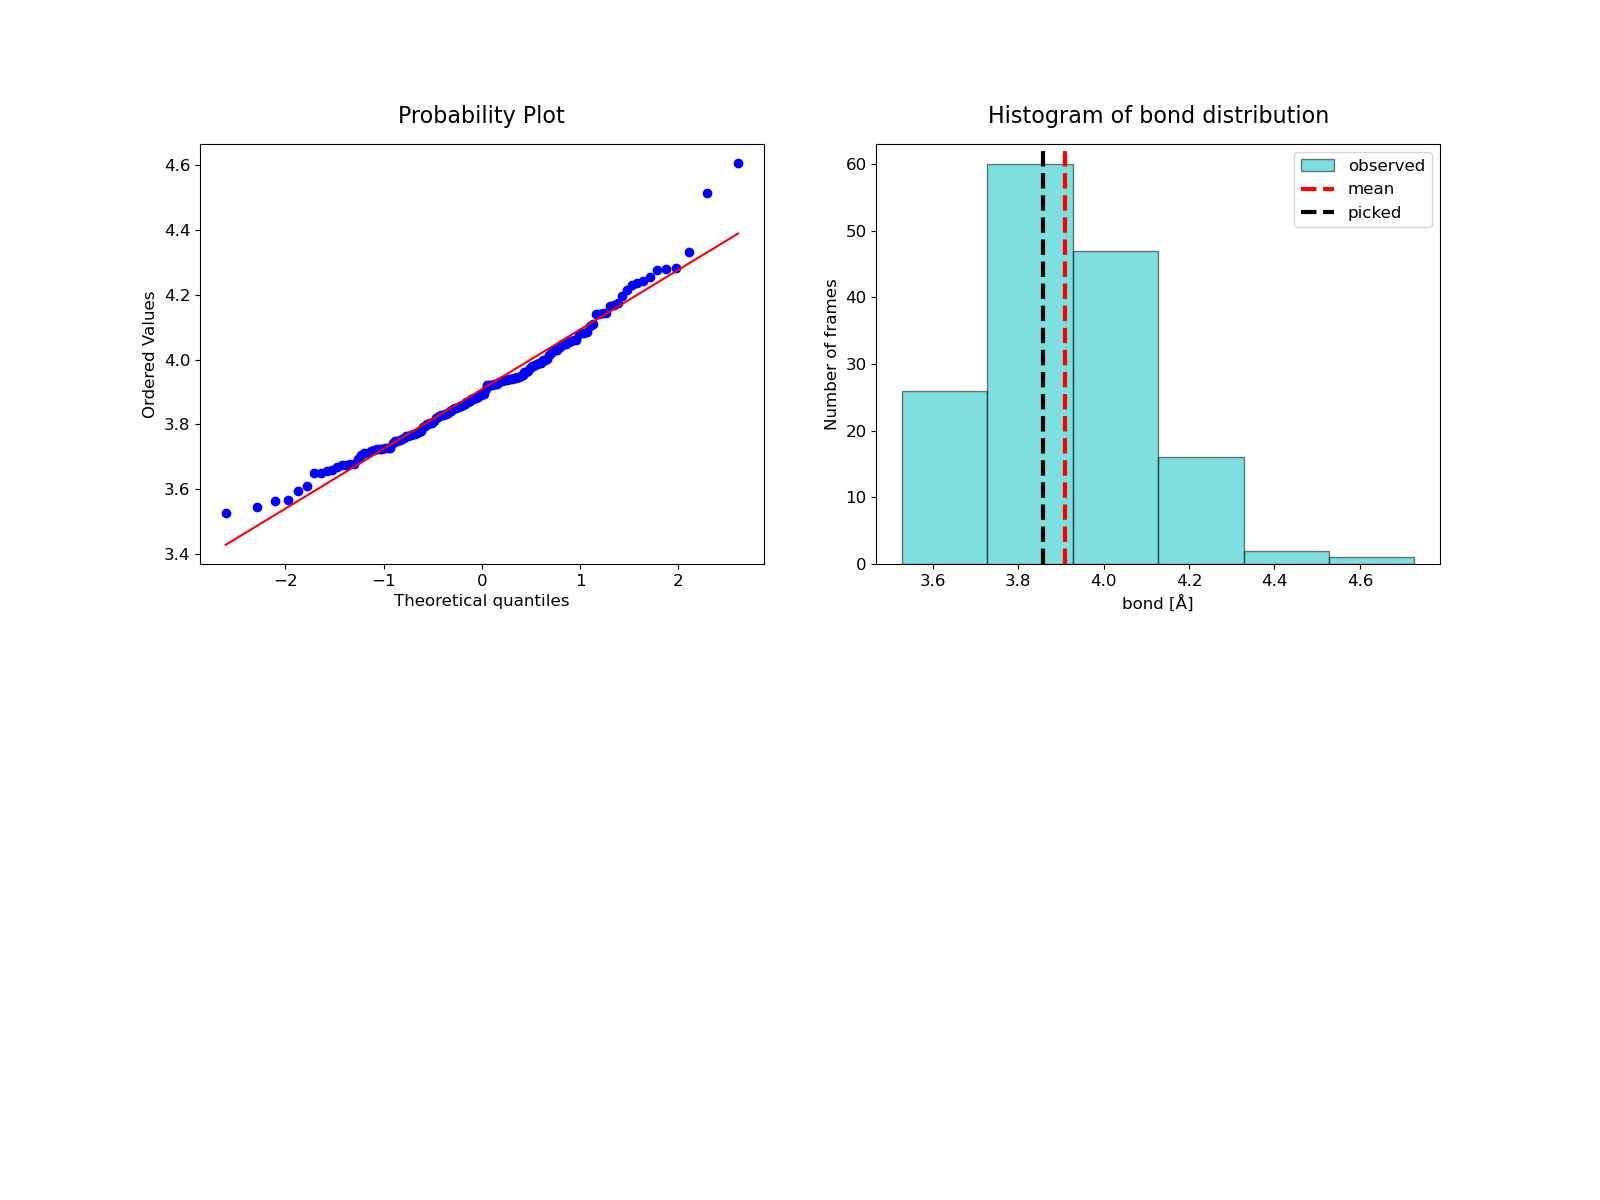 Probability Plot
Ordered Values
4.6
4.4
4.2
4.0
3.8
3.6
3.4
−2 −1 0 1 2
Theoretical quantiles
Histogram of bond distribution
Number of frames
60
50
40
30
20
10
0
observed
mean
picked
3.6 3.8 4.0 4.2 4.4 4.6
bond [Å]